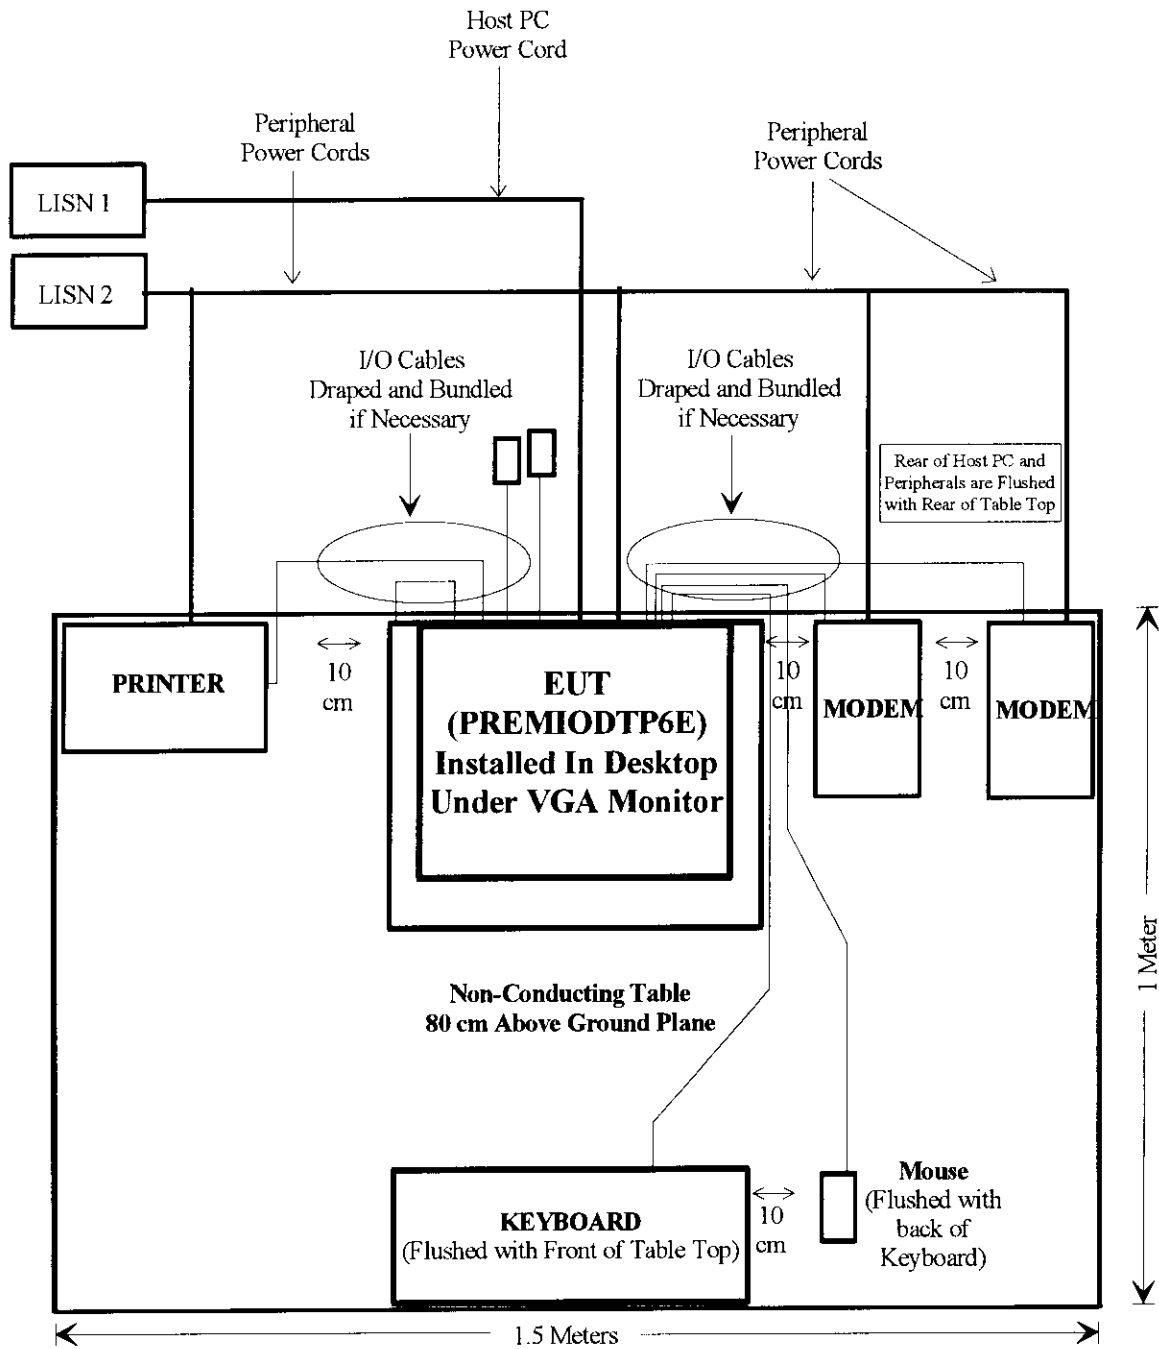 Host PC
Power Cord
Peripheral
Power Cords
Peripheral
Power Cords
LISN 1
LISN 2
I/O Cables
Draped and Bundled
if Necessary
I/O Cables
Draped and Bundled
if Necessary
Rear of Host PC and
Peripherals are Flushed
with Rear of Table Top
PRINTER
10
cm
EUT
(PREMIODTP6E)
Installed In Desktop
Under VGA Monitor
10
cm
MODEM
10
cm
MODEM
1 Meter
Non-Conducting Table
80 cm Above Ground Plane
KEYBOARD
(Flushed with Front of Table Top)
10
cm
Mouse
(Flushed with
back of
Keyboard)
1.5 Meters